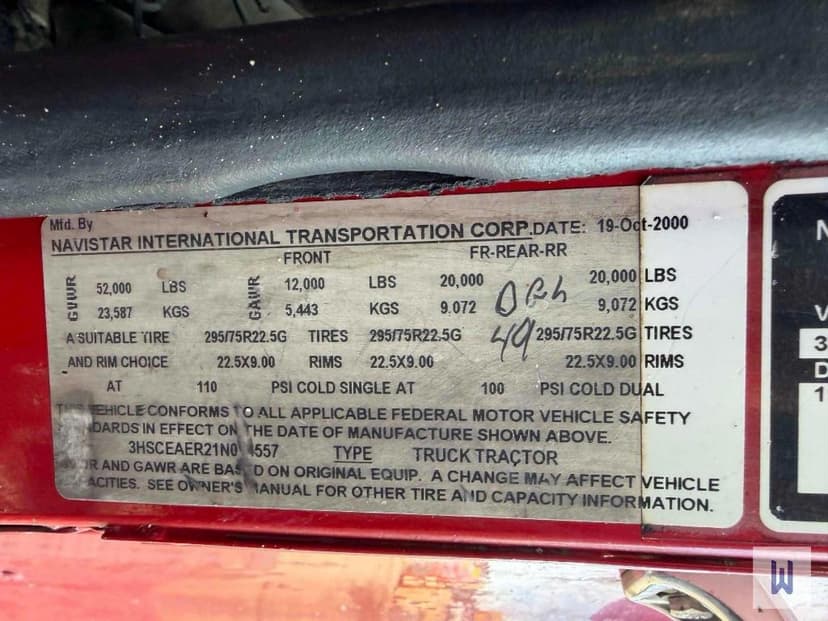 Mfd. By
NAVISTAR INTERNATIONAL TRANSPORTATION CORP. DATE: 19-Oct-2000
FRONT FR-REAR-RR
GVWR 52,000 LBS GAWR 12,000 LBS 20,000 20,000 LBS
23,587 KGS 5,443 KGS 9,072 9,072 KGS
A SUITABLE TIRE 295/75R22.5G TIRES 295/75R22.5G 49 295/75R22.5G TIRES
AND RIM CHOICE 22.5X9.00 RIMS 22.5X9.00 22.5X9.00 RIMS
AT 110 PSI COLD SINGLE AT 100 PSI COLD DUAL
VEHICLE CONFORMS TO ALL APPLICABLE FEDERAL MOTOR VEHICLE SAFETY
IN EFFECT ON THE DATE OF MANUFACTURE SHOWN ABOVE.
TYPE TRUCK TRACTOR
AND GAWR ARE ON ORIGINAL EQUIP. A CHANGE MAY AFFECT VEHICLE
SEE OWNER'S FOR OTHER TIRE AND CAPACITY INFORMATION.
N
V
3
D
1
W